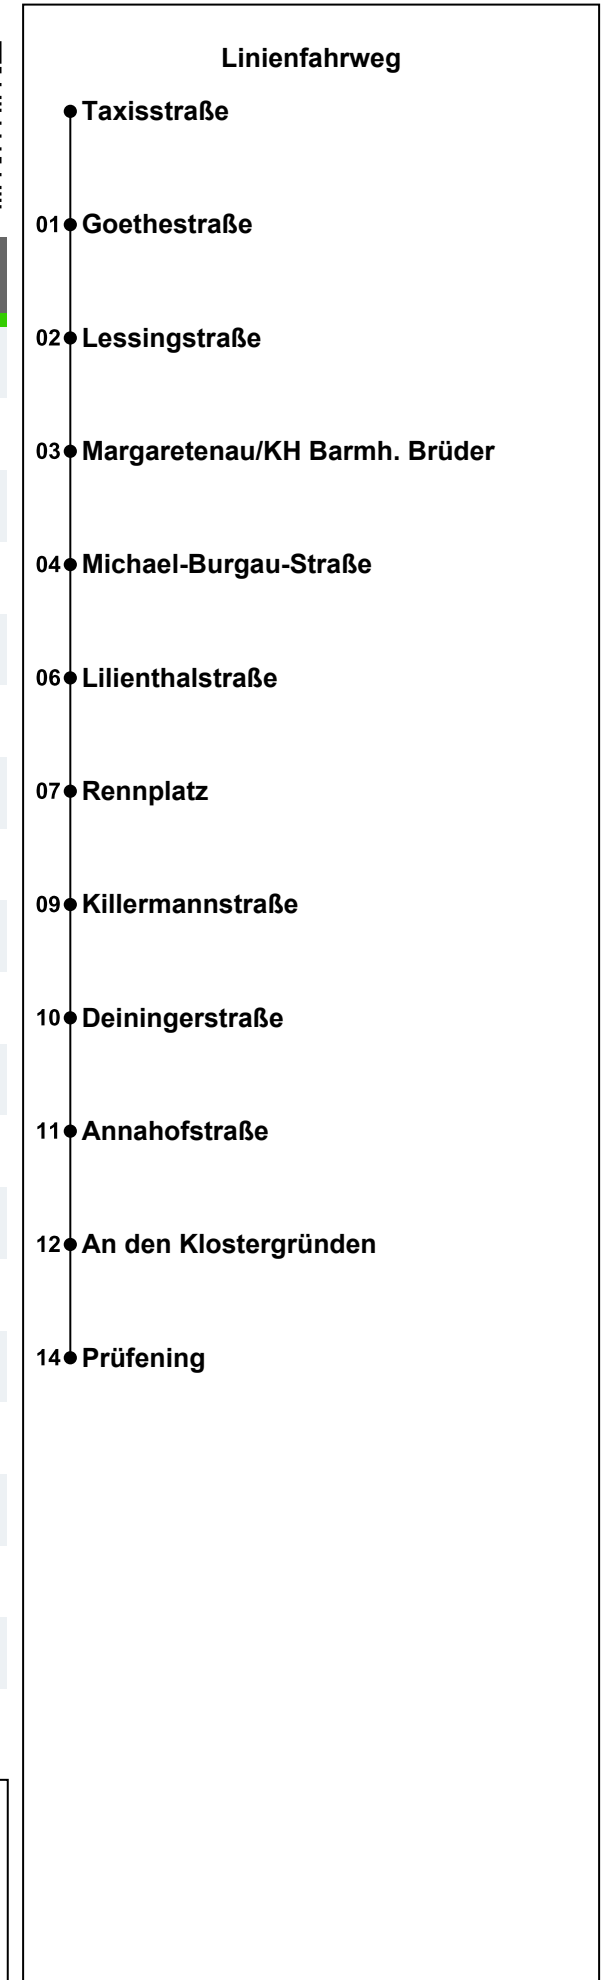 Linienfahrweg
Taxisstraße
01 Goethestraße
02 Lessingstraße
03 Margaretenau/KH Barmh. Brüder
04 Michael-Burgau-Straße
06 Lilienthalstraße
07 Rennplatz
09 Killermannstraße
10 Deiningerstraße
11 Annahofstraße
12 An den Klostergründen
14 Prüfening